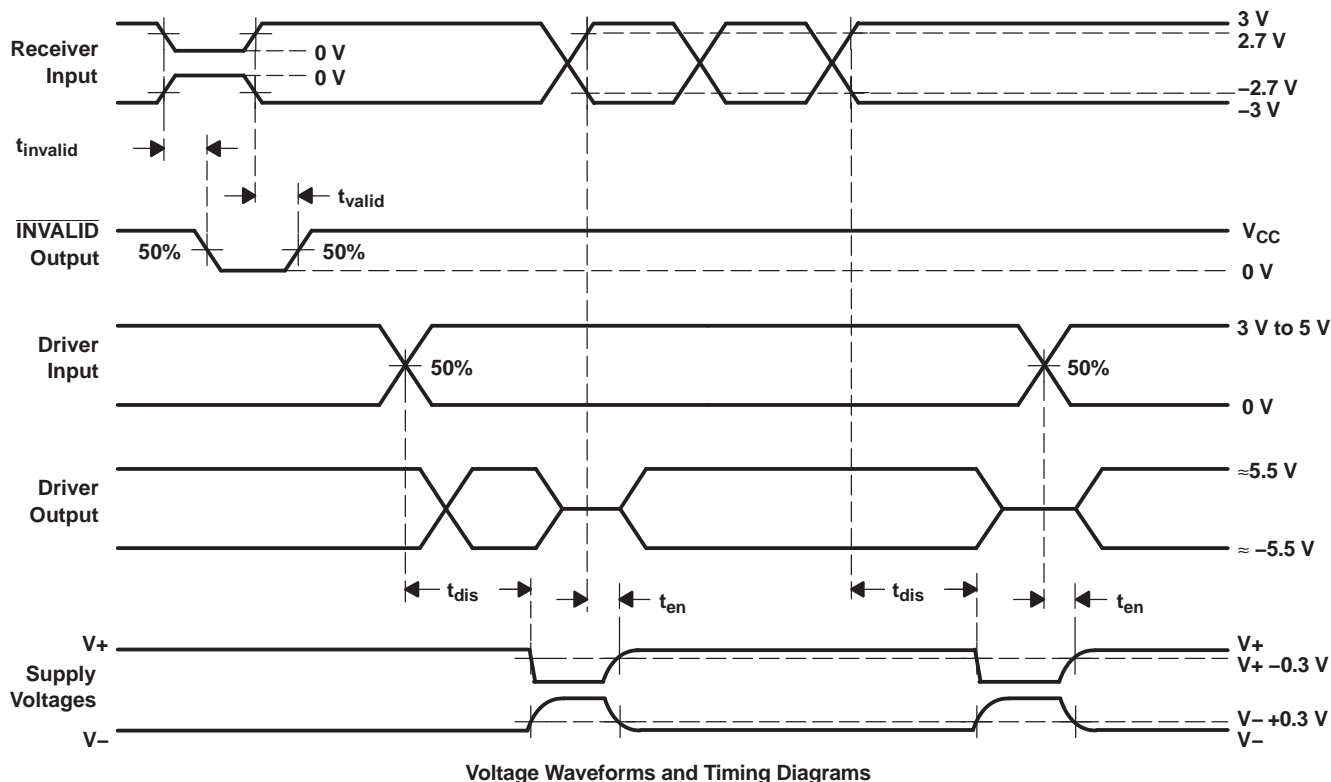 3 V
2.7 V
Receiver
Input
0 V
0 V
−2.7 V
−3 V
tinvalid
tvalid
INVALID
Output
50%
50%
VCC
0 V
3 V to 5 V
Driver
Input
50%
50%
0 V
≈5.5 V
Driver
Output
≈ −5.5 V
tdis
ten
tdis
ten
V+
V+
V+ −0.3 V
Supply
Voltages
V− +0.3 V
V−
V−
Voltage Waveforms and Timing Diagrams